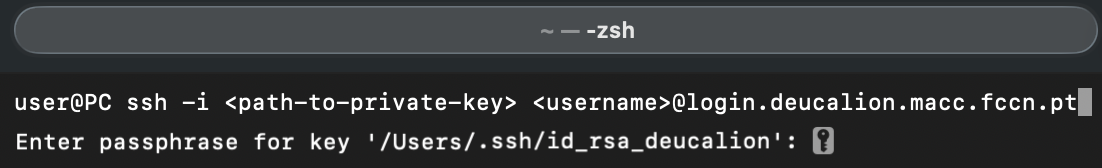 ~ — -zsh
user@PC ssh -i <path-to-private-key> <username>@login.deucalion.macc.fccn.pt
Enter passphrase for key '/Users/.ssh/id_rsa_deucalion':